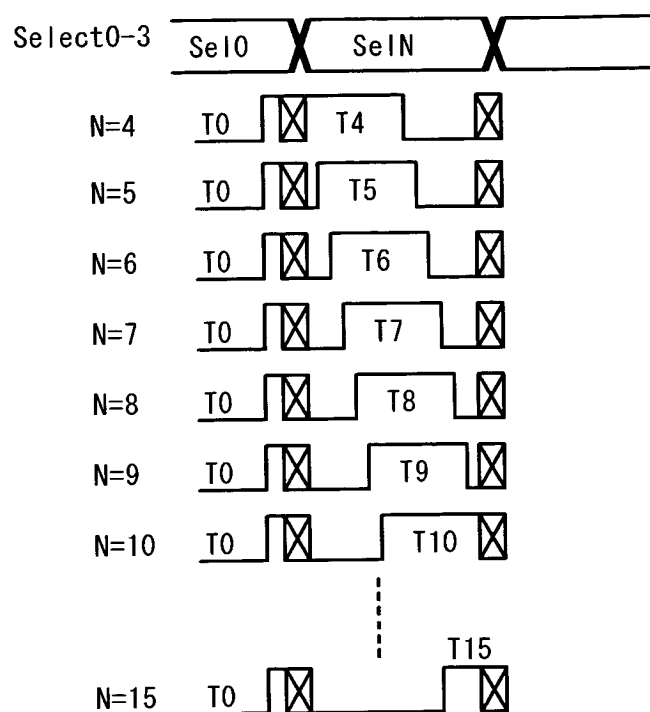 Select0-3 Sel0 SelN
N=4 T0 T4
N=5 T0 T5
N=6 T0 T6
N=7 T0 T7
N=8 T0 T8
N=9 T0 T9
N=10 T0 T10
T15
N=15 T0